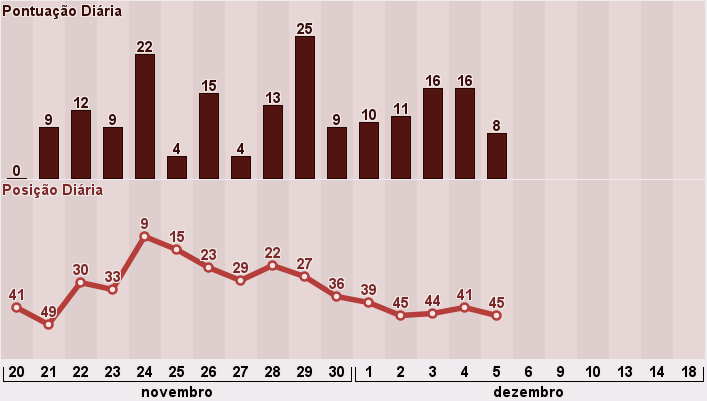 Pontuação Diária
0 9 12 9 22 4 15 4 13 25 9 10 11 16 16 8
Posição Diária
41 49 30 33 9 15 23 29 22 27 36 39 45 44 41 45
20 21 22 23 24 25 26 27 28 29 30 1 2 3 4 5 6 9 10 13 14 18
novembro dezembro